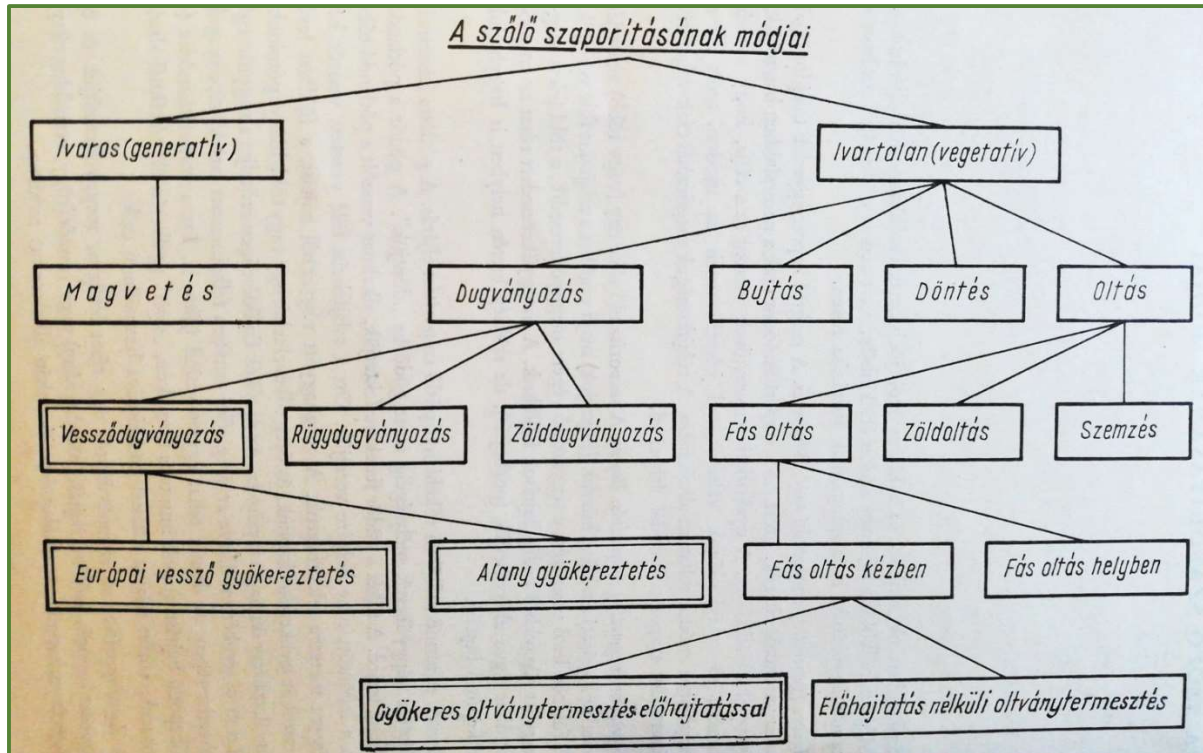 A szőlő szaporításának módjai
Ivaros (generatív)
Ivartalan (vegetatív)
Magvetés
Dugványozás
Bujtás
Döntés
Oltás
Vesződugványozás
Rügydugványozás
Zölddugványozás
Fás oltás
Zöldoltás
Szemzés
Európai vessző gyökereztetés
Alany gyökereztetés
Fás oltás kézben
Fás oltás helyben
Gyökeres oltványtermesztés előhajtatással
Előhajtatás nélküli oltványtermesztés